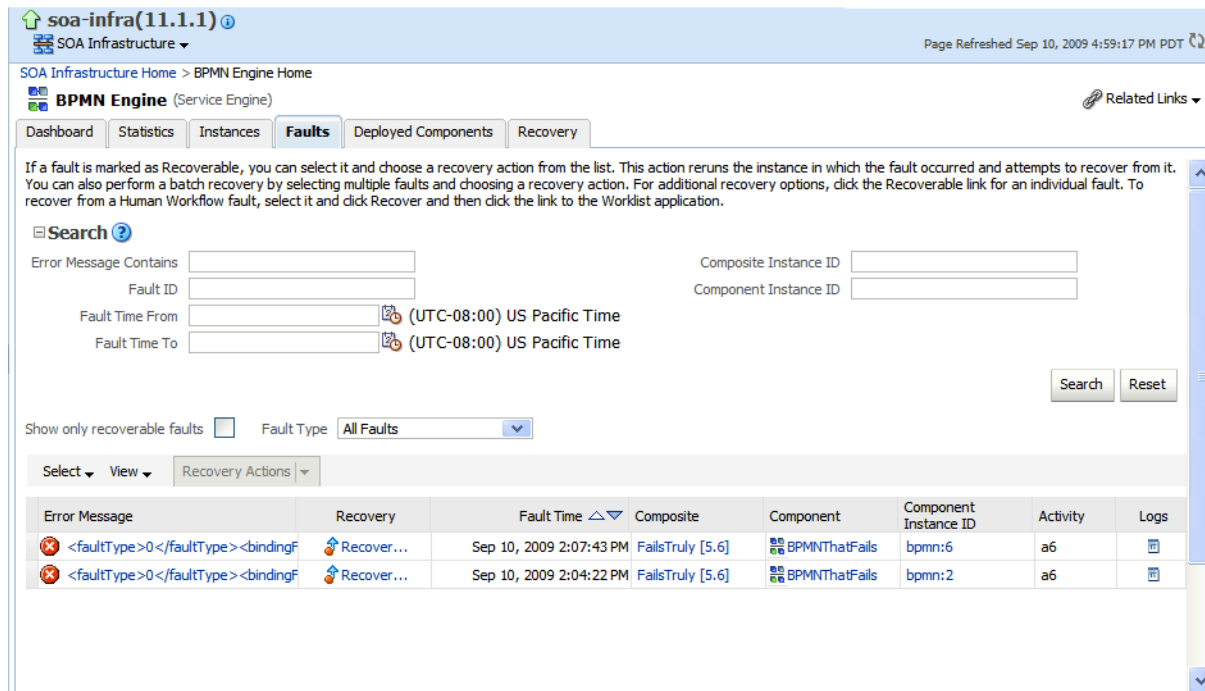 soa-infra(11.1.1)
SOA Infrastructure
Page Refreshed Sep 10, 2009 4:59:17 PM PDT
SOA Infrastructure Home > BPMN Engine Home
BPMN Engine (Service Engine)
Related Links
Dashboard Statistics Instances Faults Deployed Components Recovery
If a fault is marked as Recoverable, you can select it and choose a recovery action from the list. This action reruns the instance in which the fault occurred and attempts to recover from it.
You can also perform a batch recovery by selecting multiple faults and choosing a recovery action. For additional recovery options, click the Recoverable link for an individual fault. To
recover from a Human Workflow fault, select it and click Recover and then click the link to the Worklist application.
Search
Error Message Contains Composite Instance ID
Fault ID Component Instance ID
Fault Time From (UTC-08:00) US Pacific Time
Fault Time To (UTC-08:00) US Pacific Time
Search Reset
Show only recoverable faults Fault Type All Faults
Select View Recovery Actions
Error Message Recovery Fault Time Composite Component Component Instance ID Activity Logs
<faultType>0</faultType><bindingF Recover... Sep 10, 2009 2:07:43 PM FailsTruly [5.6] BPMNThatFails bpmn:6 a6
<faultType>0</faultType><bindingF Recover... Sep 10, 2009 2:04:22 PM FailsTruly [5.6] BPMNThatFails bpmn:2 a6